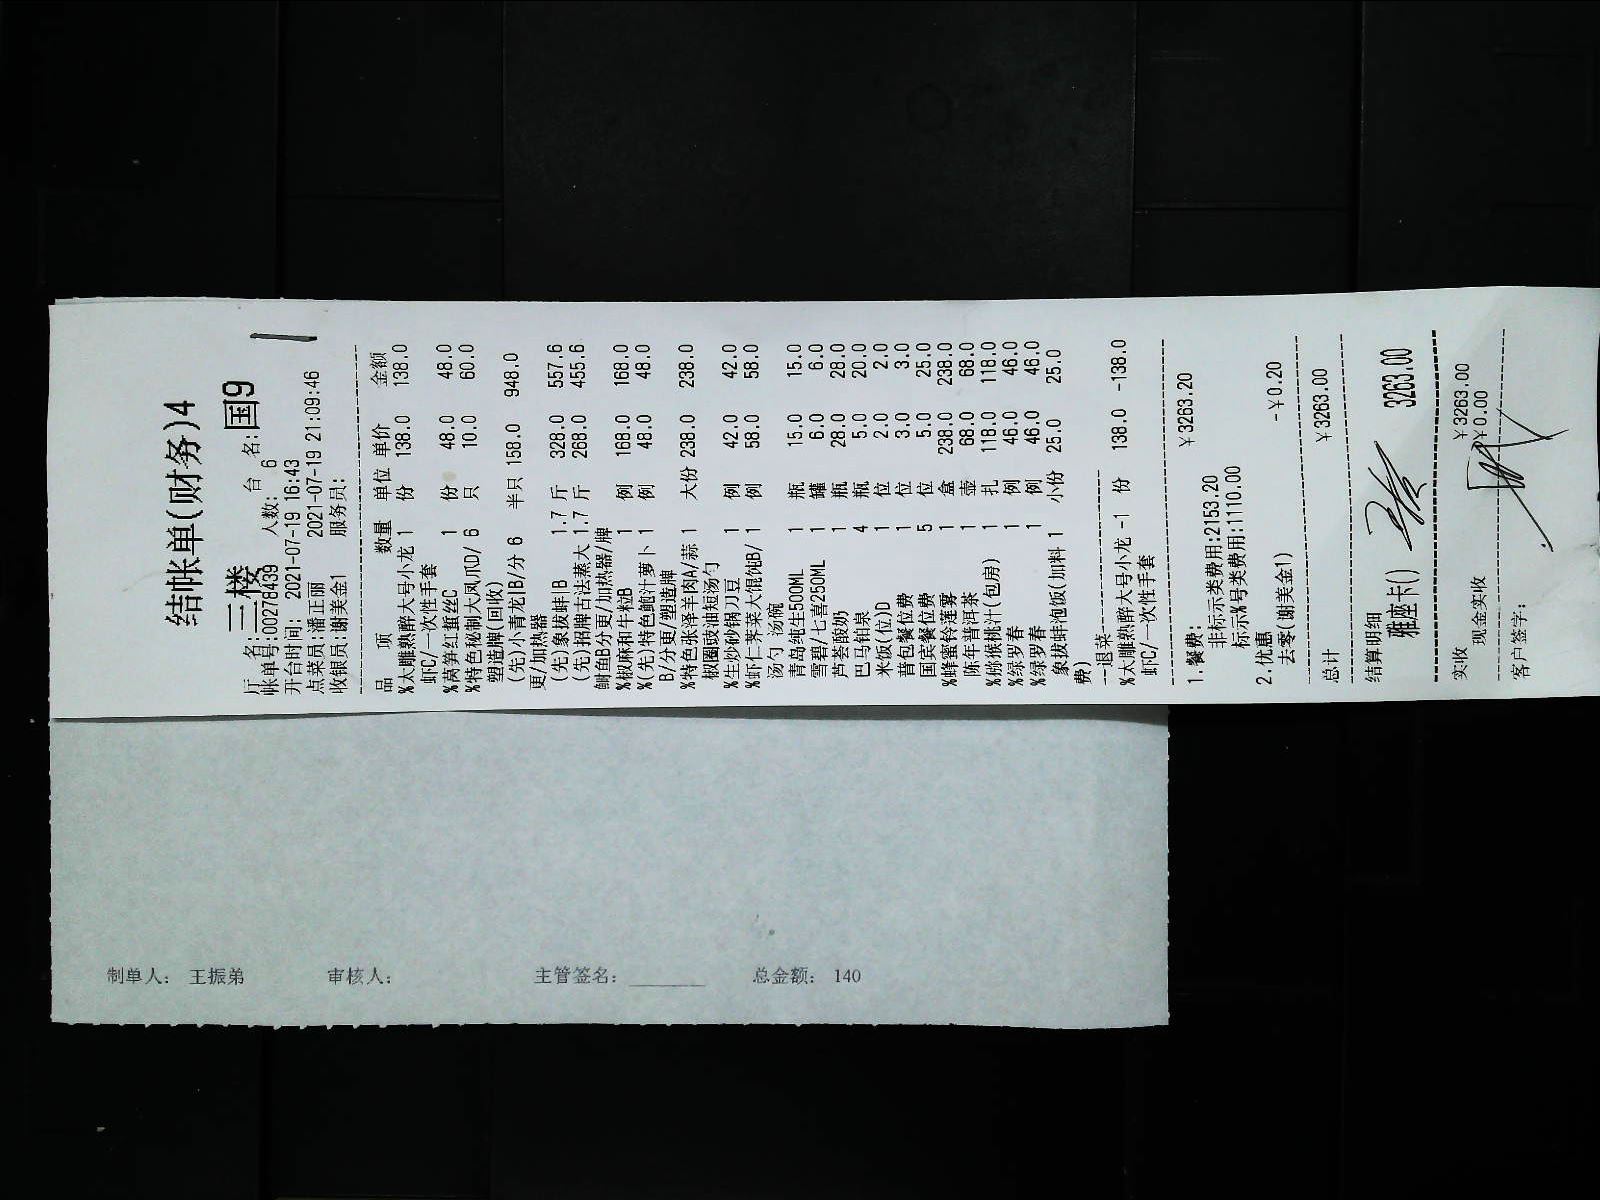 结帐单(财务)4
厅 名: 三楼 台 名: 国9
帐单号:00278439 人数: 6
开台时间: 2021-07-19 16:43
点菜员:潘正丽 2021-07-19 21:09:46
收银员:谢美金1 服务员:
品 项 数量 单位 单价 金额
%太雕熟醉大号小龙 1 份 138.0 138.0
虾C/一次性手套
%莴笋红蜇丝C 1 份 48.0 48.0
%特色秘制大凤爪D/ 6 只 10.0 60.0
塑造牌(回收)
(先)小青龙|B/分 6 半只 158.0 948.0
更/加热器
(先)象拔蚌|B 1.7 斤 328.0 557.6
(先)招牌古法蒸大 1.7 斤 268.0 455.6
鲥鱼B分更/加热器/牌
%椒麻和牛粒B 1 例 168.0 168.0
%(先)特色鲍汁萝卜 1 例 48.0 48.0
B/分更/塑造牌
%特色张泽羊肉A/蒜 1 大份 238.0 238.0
椒圈豉油短汤勺
%生炒砂锅刀豆 1 例 42.0 42.0
%虾仁荠菜大馄饨B/ 1 例 58.0 58.0
汤勺 汤碗
青岛纯生500ML 1 瓶 15.0 15.0
雪碧/七喜250ML 1 罐 6.0 6.0
芦荟酸奶 1 瓶 28.0 28.0
巴马铂泉 4 瓶 5.0 20.0
米饭(位)D 1 位 2.0 2.0
普包餐位费 1 位 3.0 3.0
国宾餐位费 5 位 5.0 25.0
%蜂蜜铃莲雾 1 盒 238.0 238.0
陈年普洱茶 1 壶 68.0 68.0
%猕猴桃汁(包房) 1 扎 118.0 118.0
%绿罗春 1 例 46.0 46.0
%绿罗春 1 例 46.0 46.0
象拔蚌泡饭(加料 1 小份 25.0 25.0
费)
--退菜--
%太雕熟醉大号小龙 -1 份 138.0 -138.0
虾C/一次性手套
1.餐费: ￥3263.20
非标示类费用:2153.20
标示%号类费用:1110.00
2.优惠 -￥0.20
去零(谢美金1)
总计 ￥3263.00
结算明细
雅座卡() 3263.00
实收 ￥3263.00
现金实收 ￥0.00
客户签字:
制单人: 王振弟 审核人: 主管签名: 总金额: 140